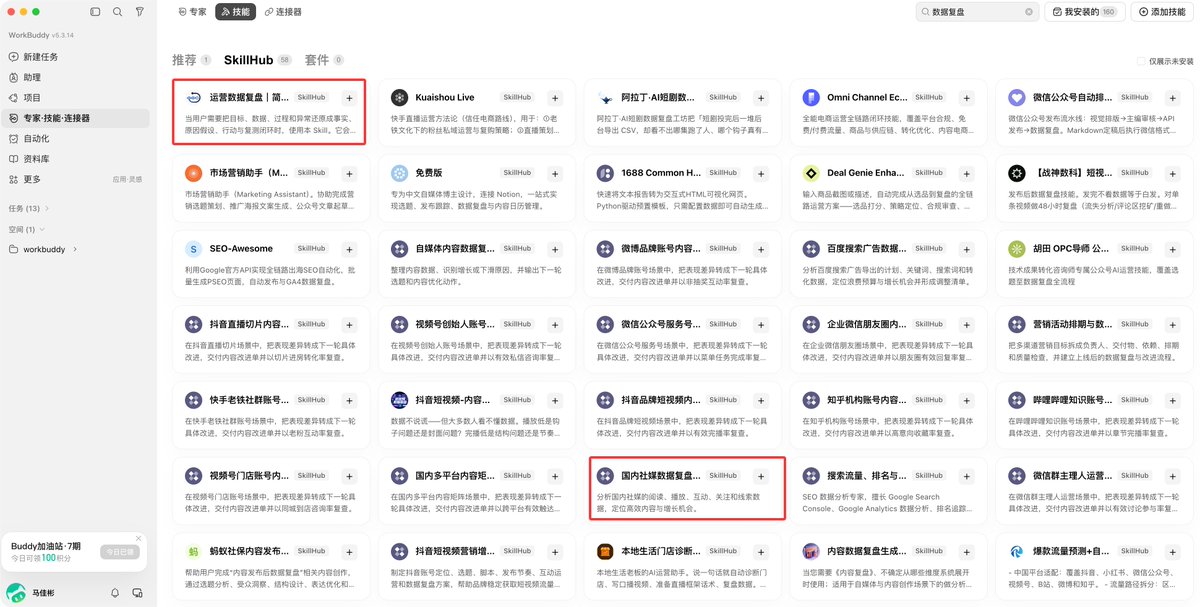 专家
技能
连接器
数据复盘
我安装的 160
添加技能
WorkBuddy v5.3.14
新建任务
助理
项目
专家·技能·连接器
自动化
资料库
更多
应用·灵感
任务 (13)
空间 (1)
workbuddy
推荐 1
SkillHub 58
套件 0
仅展示未安装
运营数据复盘｜简... SkillHub
当用户需要把目标、数据、过程和异常还原成事实、
原因假设、行动与复测闭环时，使用本 Skill。它会...
Kuaishou Live SkillHub
快手直播运营方法论（信任电商路线），用于：①老
铁文化下的粉丝私域运营与复购策略；②直播策划...
阿拉丁·AI短剧数... SkillHub
阿拉丁·AI短剧数据复盘工坊把「短剧投完后一堆后
台导出 CSV，却看不出哪集跑了人、哪个钩子真有...
Omni Channel Ec... SkillHub
全能电商运营全链路闭环技能，覆盖平台合规、免
费/付费流量、商品与供应链、转化优化、内容电商...
微信公众号自动排... SkillHub
微信公众号发布流水线：视觉排版→主编审核→API
发布→数据复盘。Markdown定稿后执行微信格式...
市场营销助手（M... SkillHub
市场营销助手（Marketing Assistant）。协助完成营
销选题策划、推广海报文案生成、公众号文章起草...
免费版 SkillHub
专为中文自媒体博主设计，连接 Notion，一站式实
现选题、发布跟踪、数据复盘与内容日历管理。
1688 Common H... SkillHub
快速将文本报告转为交互式HTML可视化网页。
Python驱动预置模板，只需配置数据即可自动生成...
Deal Genie Enha... SkillHub
输入商品截图或描述，自动完成从选品到复盘的全链
路运营方案——选品打分、策略定位、合规审查、...
【战神数科】短视... SkillHub
发布后数据复盘技能，发完不看数据等于白发。对单
条视频做48小时复盘（流失分析/评论区挖矿/重做...
SEO-Awesome SkillHub
利用Google官方API实现全链路出海SEO自动化，批
量生成PSEO页面，自动发布与GA4数据复盘。
自媒体内容数据复... SkillHub
整理内容数据、识别增长或下滑原因，并输出下一轮
选题和内容优化动作。
微博品牌账号内容... SkillHub
在微博品牌账号场景中，把表现差异转成下一轮具体
改进，交付内容改进单并以非抽奖互动率复查。
百度搜索广告数据... SkillHub
分析百度搜索广告导出的计划、关键词、搜索词和转
化数据，定位浪费预算与增长机会并形成调整清单。
胡田 OPC导师 公... SkillHub
技术成果转化咨询师专属公众号AI运营技能，覆盖选
题至数据复盘全流程
抖音直播切片内容... SkillHub
在抖音直播切片场景中，把表现差异转成下一轮具体
改进，交付内容改进单并以切片进房转化率复查。
视频号创始人账号... SkillHub
在视频号创始人账号场景中，把表现差异转成下一轮
具体改进，交付内容改进单并以有效私信咨询率复...
微信公众号服务号... SkillHub
在微信公众号服务号场景中，把表现差异转成下一轮
具体改进，交付内容改进单并以菜单任务完成率复...
企业微信朋友圈内... SkillHub
在企业微信朋友圈场景中，把表现差异转成下一轮具
体改进，交付内容改进单并以朋友圈有效回复率复...
营销活动排期与数... SkillHub
把多渠道营销目标拆成负责人、交付物、依赖、排期
和质量检查，并建立上线后的数据复盘与改进流程。
快手老铁社群账号... SkillHub
在快手老铁社群账号场景中，把表现差异转成下一轮
具体改进，交付内容改进单并以老粉互动率复查。
抖音短视频-内容... SkillHub
数据不说谎——但大多数人看不懂数据。播放低是钩
子问题还是封面问题？完播低是结构问题还是节奏...
抖音品牌短视频内... SkillHub
在抖音品牌短视频场景中，把表现差异转成下一轮具
体改进，交付内容改进单并以有效完播率复查。
知乎机构账号内容... SkillHub
在知乎机构账号场景中，把表现差异转成下一轮具体
改进，交付内容改进单并以高意向收藏率复查。
哔哩哔哩知识账号... SkillHub
在哔哩哔哩知识账号场景中，把表现差异转成下一轮
具体改进，交付内容改进单并以章节完播率复查。
视频号门店账号内... SkillHub
在视频号门店账号场景中，把表现差异转成下一轮具
体改进，交付内容改进单并以同城到店咨询率复查。
国内多平台内容矩... SkillHub
在国内多平台内容矩阵场景中，把表现差异转成下一
轮具体改进，交付内容改进单并以跨平台有效触达...
国内社媒数据复盘... SkillHub
分析国内社媒的阅读、播放、互动、关注和线索数
据，定位高效内容与增长机会。
搜索流量、排名与... SkillHub
SEO 数据分析专家，擅长 Google Search
Console、Google Analytics 数据分析，排名追踪...
微信群主理人运营... SkillHub
在微信群主理人运营场景中，把表现差异转成下一轮
具体改进，交付内容改进单并以有效讨论参与率复...
蚂蚁社保内容发布... SkillHub
帮助用户完成“内容发布后数据复盘”相关内容创作，
通过选题分析、受众洞察、结构设计、表达优化和...
抖音短视频营销增... SkillHub
制定抖音账号定位、选题、脚本、发布节奏、互动运
营和数据复盘方案，帮助品牌稳定获取短视频流量...
本地生活门店诊断... SkillHub
本地生活老板的AI运营助手。说一句话就自动诊断门
店、写口播视频，准备直播框架话术、复盘数据。...
内容数据复盘生成... SkillHub
当您需要《内容复盘》、不确定从哪些维度系统展开
时使用：适用于自媒体与内容创作场景下的做分析...
爆款流量预测+自... SkillHub
- 中国平台适配：覆盖抖音、小红书、微信公众号、
视频号、B站、微博和知乎。 - 流量路径拆分：区...
Buddy加油站·7期
今日可领100积分
今日已领
马佳彬
蚂